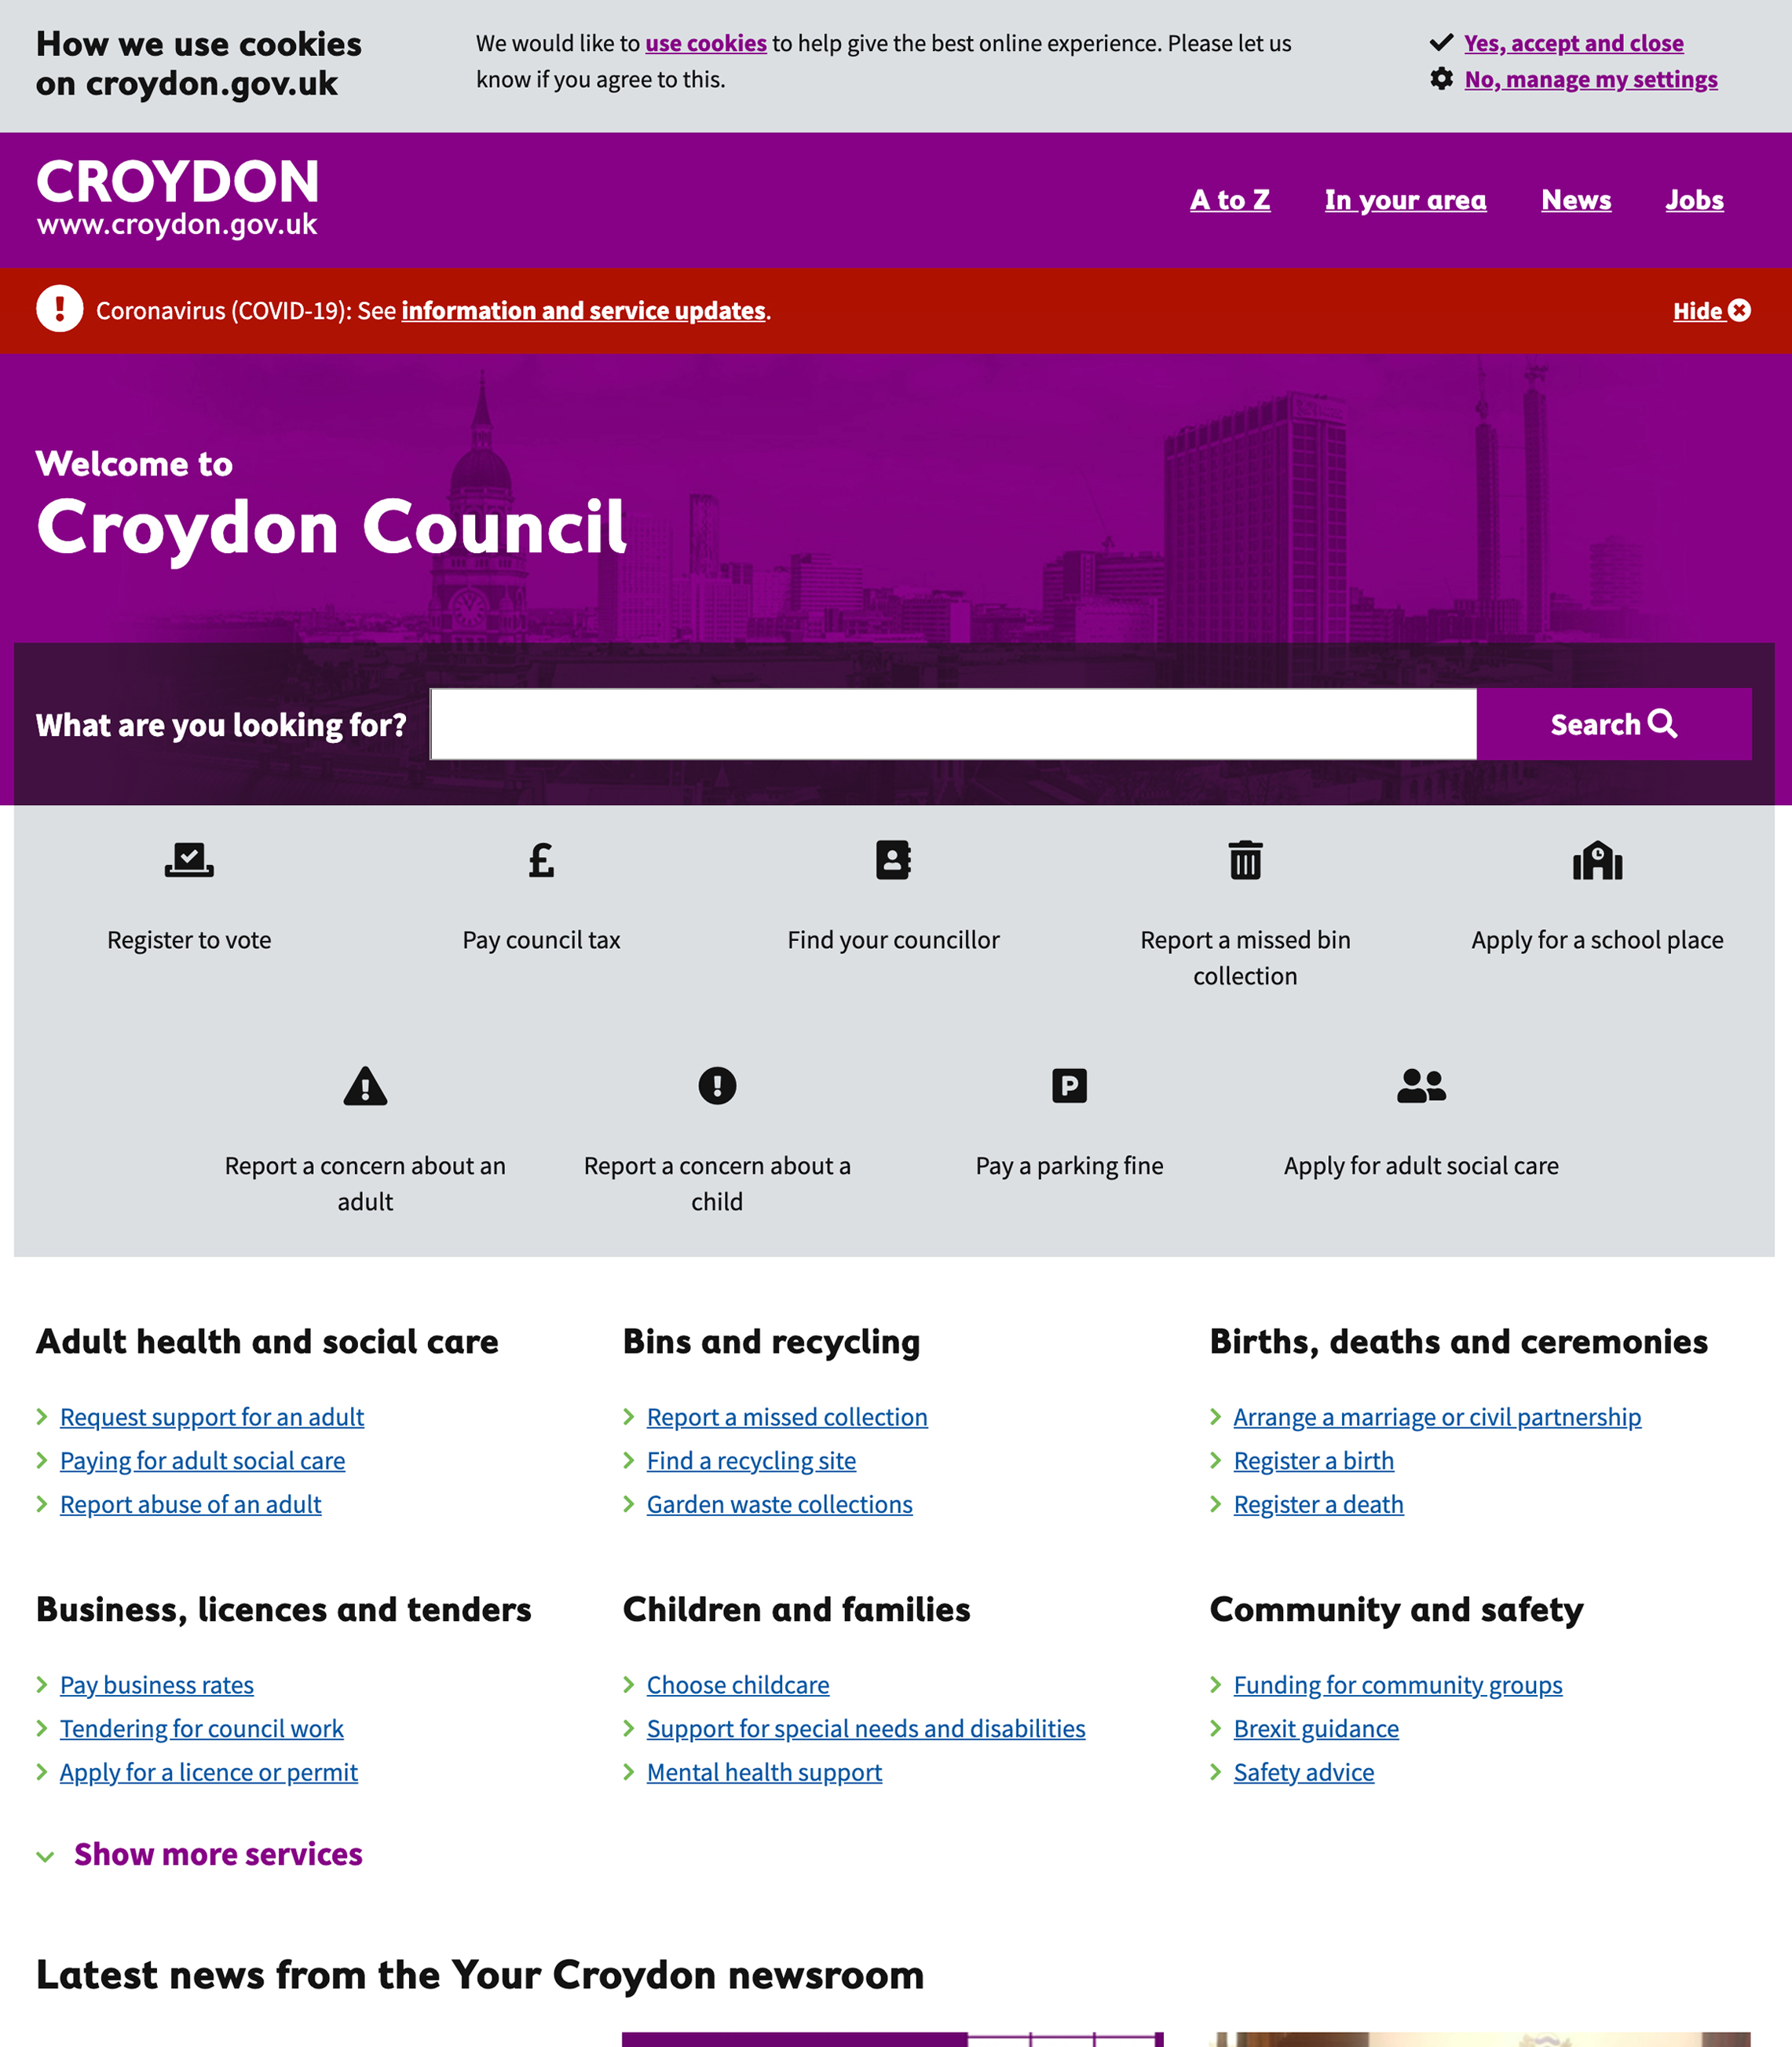 How we use cookies
on croydon.gov.uk
We would like to use cookies to help give the best online experience. Please let us
know if you agree to this.
Yes, accept and close
No, manage my settings
CROYDON
www.croydon.gov.uk
A to Z In your area News Jobs
Coronavirus (COVID-19): See information and service updates.
Hide
Welcome to
Croydon Council
What are you looking for?
Search
Register to vote
Pay council tax
Find your councillor
Report a missed bin
collection
Apply for a school place
Report a concern about an
adult
Report a concern about a
child
Pay a parking fine
Apply for adult social care
Adult health and social care
Request support for an adult
Paying for adult social care
Report abuse of an adult
Bins and recycling
Report a missed collection
Find a recycling site
Garden waste collections
Births, deaths and ceremonies
Arrange a marriage or civil partnership
Register a birth
Register a death
Business, licences and tenders
Pay business rates
Tendering for council work
Apply for a licence or permit
Children and families
Choose childcare
Support for special needs and disabilities
Mental health support
Community and safety
Funding for community groups
Brexit guidance
Safety advice
Show more services
Latest news from the Your Croydon newsroom